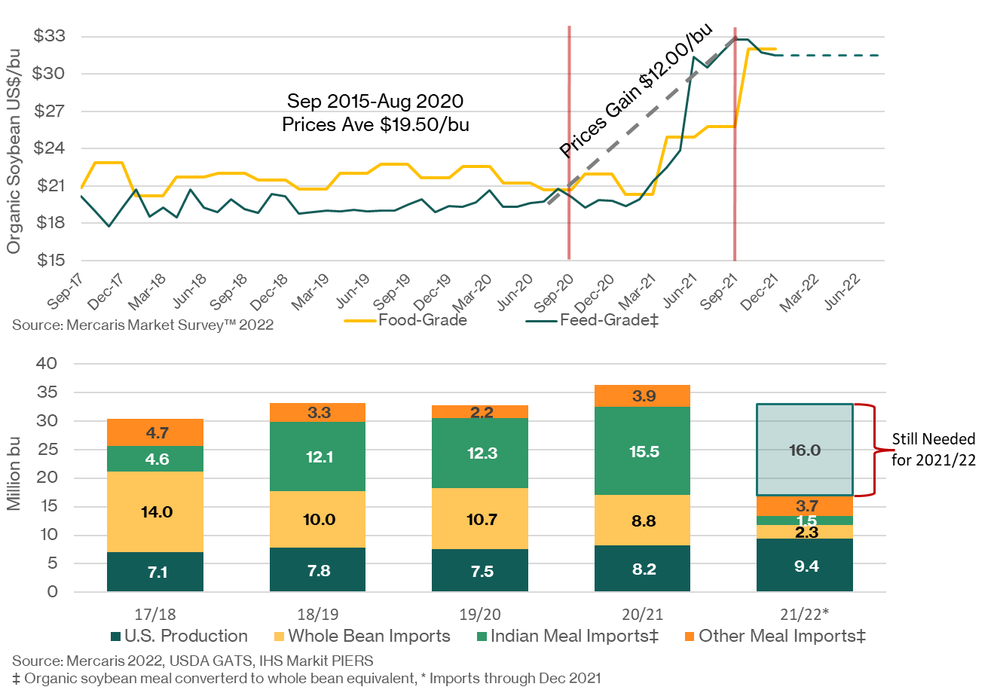 Organic Soybean US$/bu
$33
$30
$27
$24
$21
$18
$15
Sep 2015-Aug 2020
Prices Ave $19.50/bu
Prices Gain $12.00/bu
Sep-17
Dec-17
Mar-18
Jun-18
Sep-18
Dec-18
Mar-19
Jun-19
Sep-19
Dec-19
Mar-20
Jun-20
Sep-20
Dec-20
Mar-21
Jun-21
Sep-21
Dec-21
Mar-22
Jun-22
Source: Mercaris Market Survey™ 2022
Food-Grade
Feed-Grade‡
Million bu
40
35
30
25
20
15
10
5
0
4.7
4.6
14.0
7.1
3.3
12.1
10.0
7.8
2.2
12.3
10.7
7.5
3.9
15.5
8.8
8.2
16.0
3.7
1.5
2.3
9.4
Still Needed
for 2021/22
17/18
18/19
19/20
20/21
21/22*
U.S. Production
Whole Bean Imports
Indian Meal Imports‡
Other Meal Imports‡
Source: Mercaris 2022, USDA GATS, IHS Markit PIERS
‡ Organic soybean meal converterd to whole bean equivalent, * Imports through Dec 2021